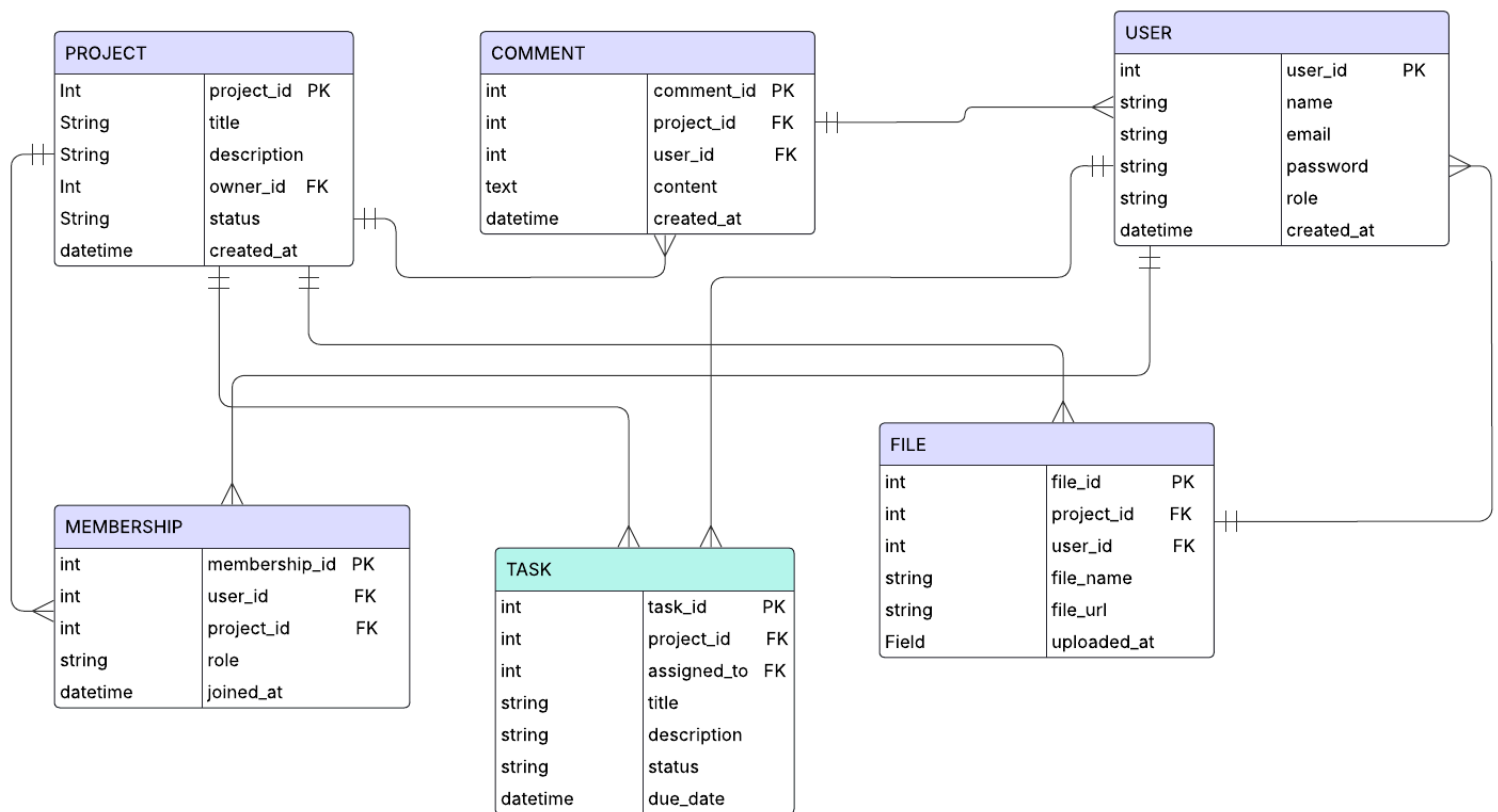 PROJECT
Int project_id PK
String title
String description
Int owner_id FK
String status
datetime created_at
COMMENT
int comment_id PK
int project_id FK
int user_id FK
text content
datetime created_at
USER
int user_id PK
string name
string email
string password
string role
datetime created_at
MEMBERSHIP
int membership_id PK
int user_id FK
int project_id FK
string role
datetime joined_at
TASK
int task_id PK
int project_id FK
int assigned_to FK
string title
string description
string status
datetime due_date
FILE
int file_id PK
int project_id FK
int user_id FK
string file_name
string file_url
Field uploaded_at